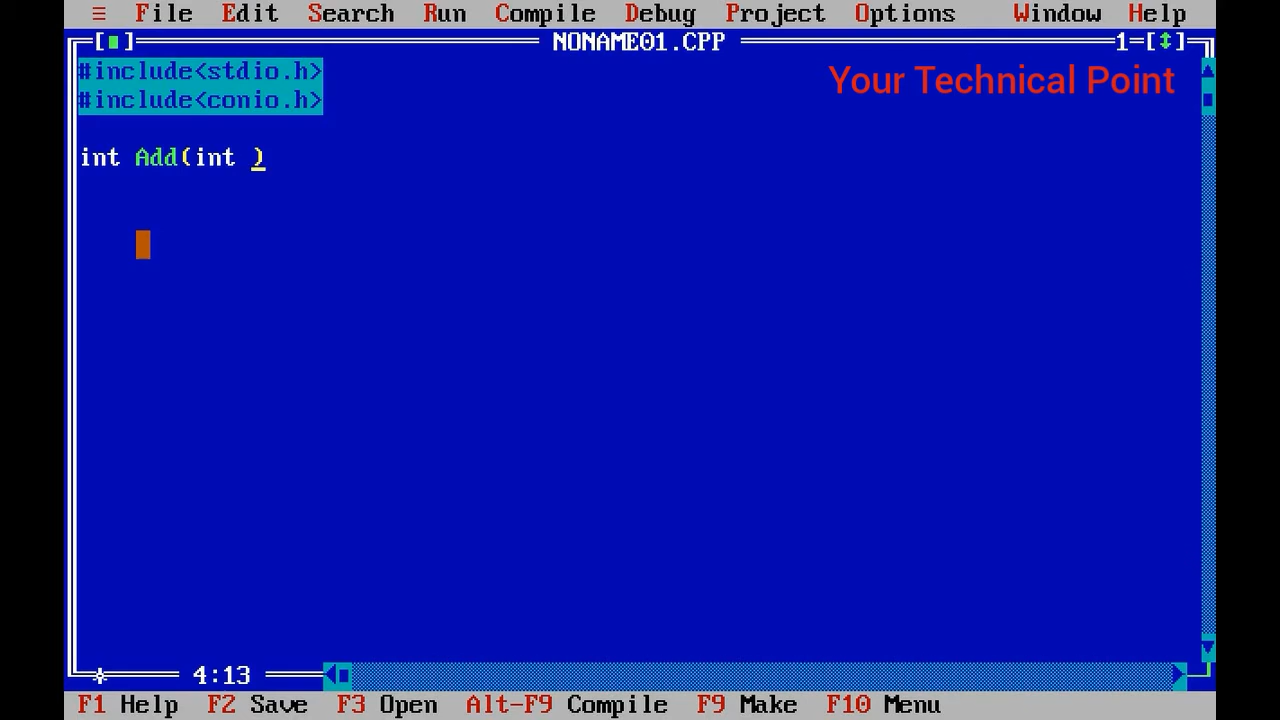 ≡ File Edit Search Run Compile Debug Project Options Window Help
[■] NONAME01.CPP 1=[↕]
#include<stdio.h>
Your Technical Point
#include<conio.h>
int Add(int )
4:13
F1 Help F2 Save F3 Open Alt-F9 Compile F9 Make F10 Menu